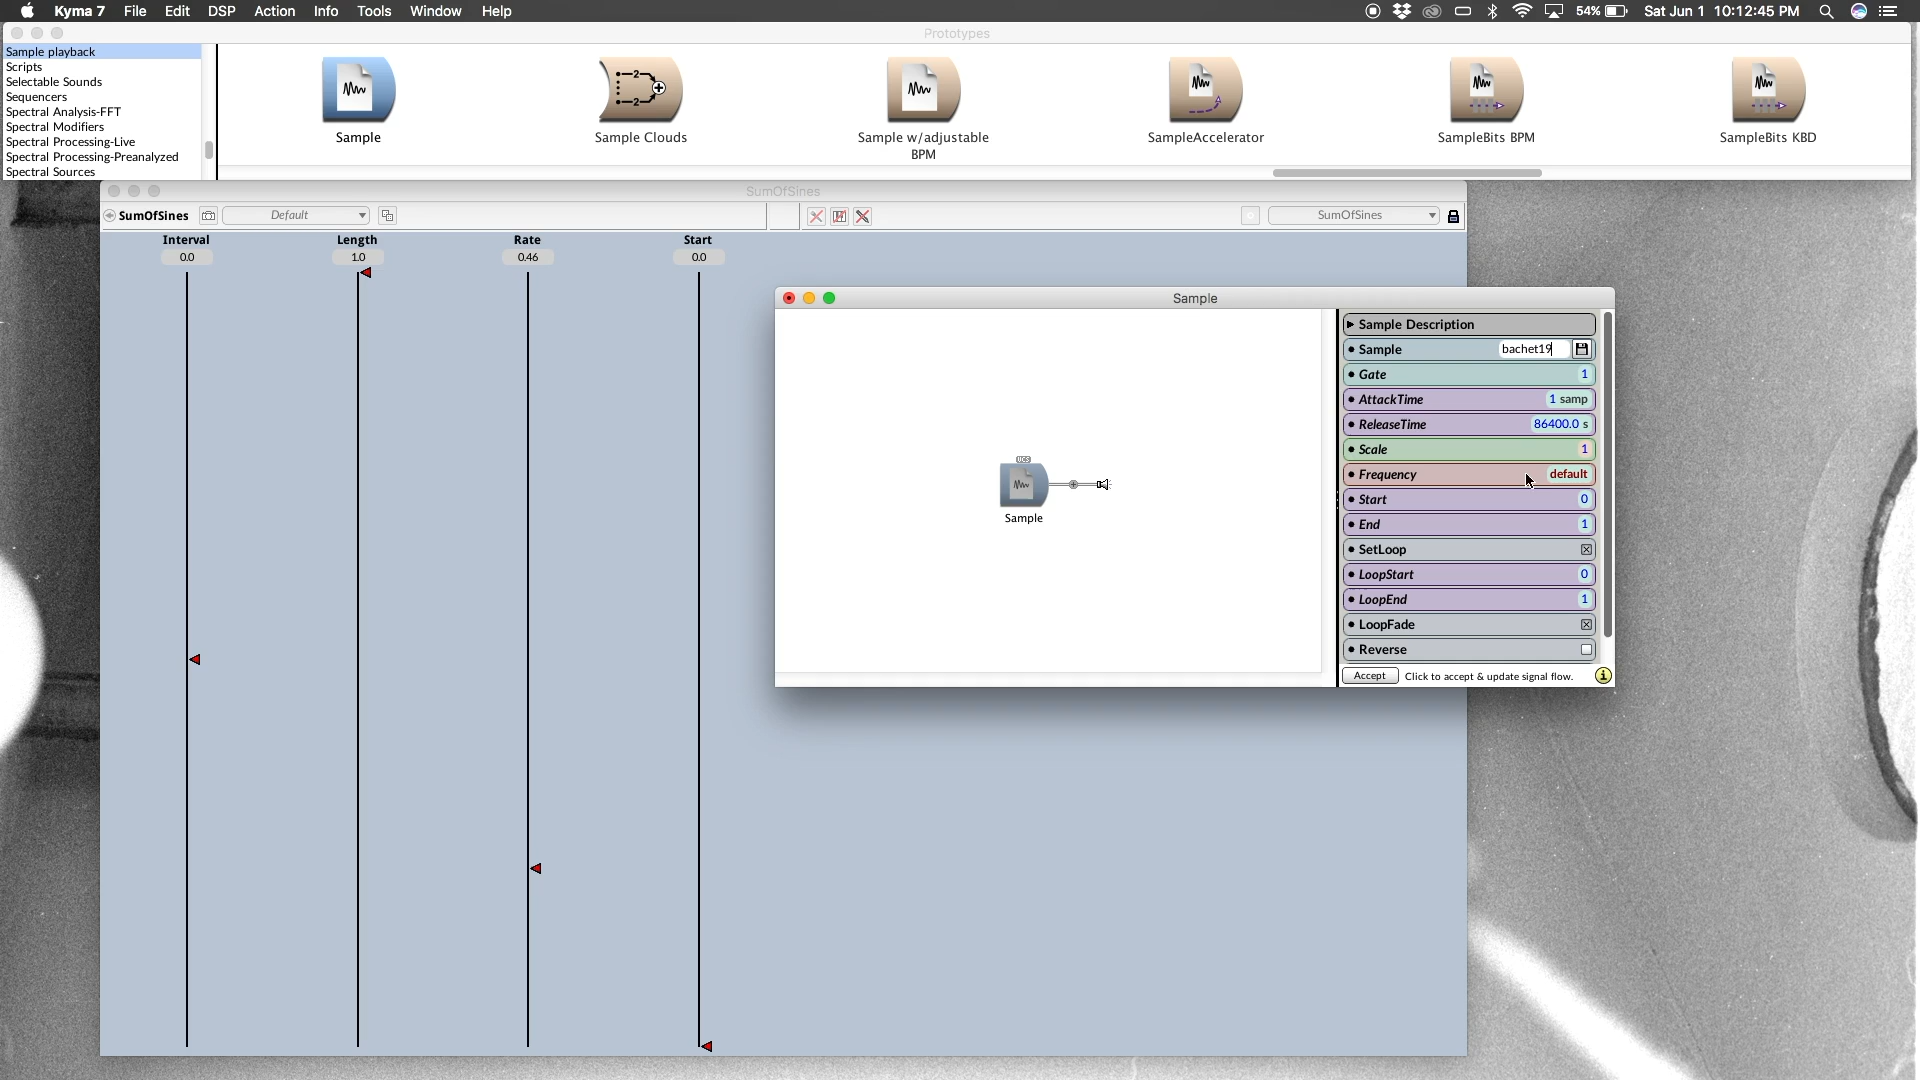 Kyma 7 File Edit DSP Action Info Tools Window Help 54% Sat Jun 1 10:12:45 PM
Prototypes
Sample playback
Scripts
Selectable Sounds
Sequencers
Spectral Analysis-FFT
Spectral Modifiers
Spectral Processing-Live
Spectral Processing-Preanalyzed
Spectral Sources
Sample
Sample Clouds
Sample w/adjustable
BPM
SampleAccelerator
SampleBits BPM
SampleBits KBD
SumOfSines
SumOfSines Default SumOfSines
Interval Length Rate Start
0.0 1.0 0.46 0.0
Sample
Sample
Sample Description
Sample bachet19
Gate 1
AttackTime 1 samp
ReleaseTime 86400.0 s
Scale 1
Frequency default
Start 0
End 1
SetLoop
LoopStart 0
LoopEnd 1
LoopFade
Reverse
Accept Click to accept & update signal flow.